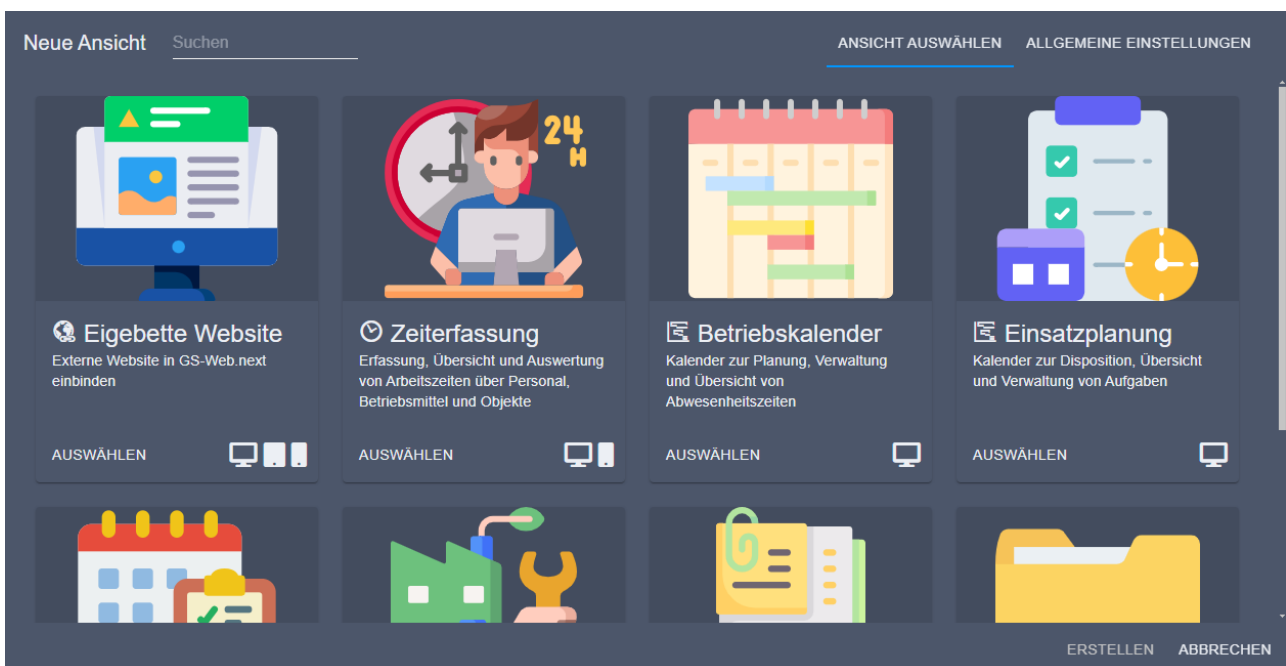 Neue Ansicht
Suchen
ANSICHT AUSWÄHLEN
ALLGEMEINE EINSTELLUNGEN
24
H
Eigebette Website
Externe Website in GS-Web.next
einbinden
AUSWÄHLEN
Zeiterfassung
Erfassung, Übersicht und Auswertung
von Arbeitszeiten über Personal,
Betriebsmittel und Objekte
AUSWÄHLEN
Betriebskalender
Kalender zur Planung, Verwaltung
und Übersicht von
Abwesenheitszeiten
AUSWÄHLEN
Einsatzplanung
Kalender zur Disposition, Übersicht
und Verwaltung von Aufgaben
AUSWÄHLEN
ERSTELLEN
ABBRECHEN